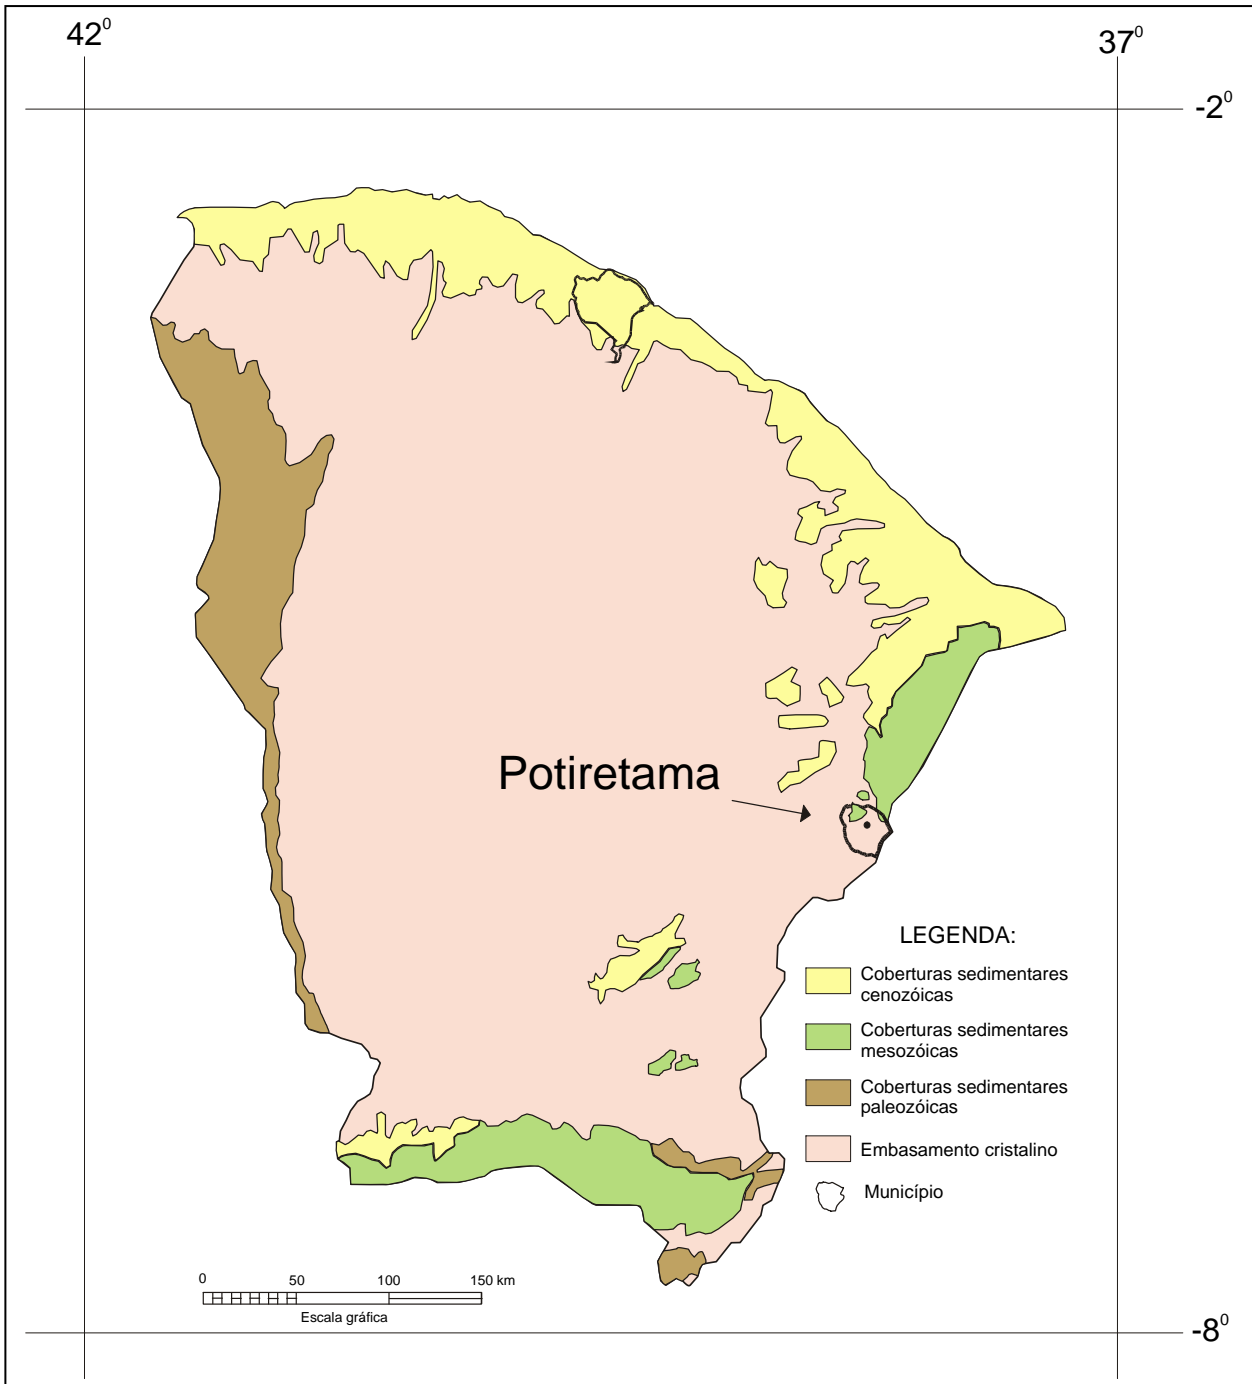 42⁰
37⁰
-2⁰
Potiretama
LEGENDA:
Coberturas sedimentares
cenozóicas
Coberturas sedimentares
mesozóicas
Coberturas sedimentares
paleozóicas
Embasamento cristalino
Município
0 50 100 150 km
Escala gráfica
-8⁰